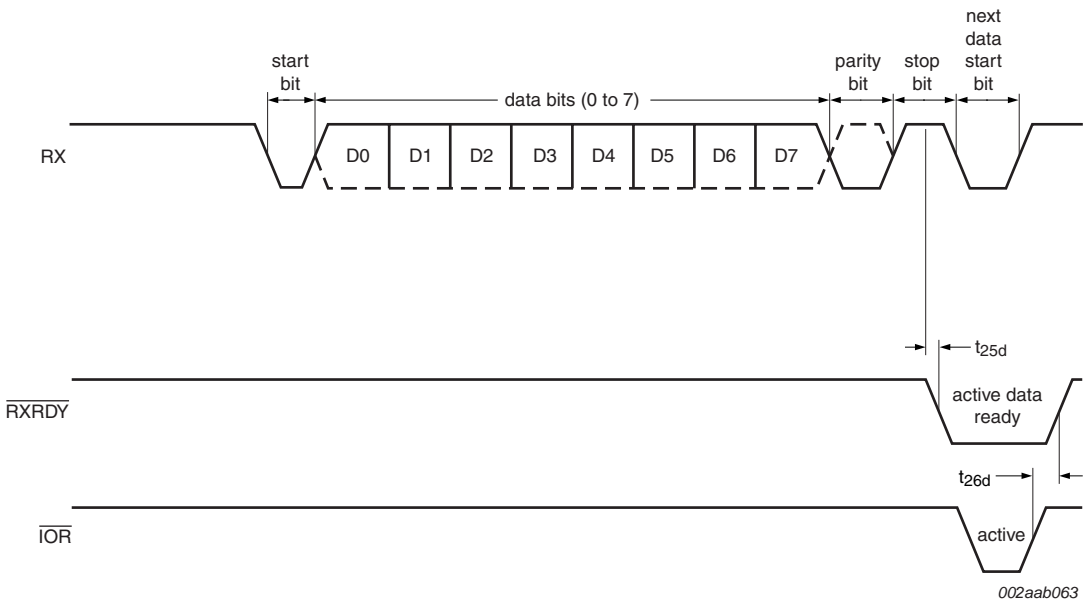 next
data
start
bit
start
bit
parity
bit
stop
bit
data bits (0 to 7)
RX
D0 D1 D2 D3 D4 D5 D6 D7
t25d
RXRDY
active data
ready
t26d
IOR
active
002aab063